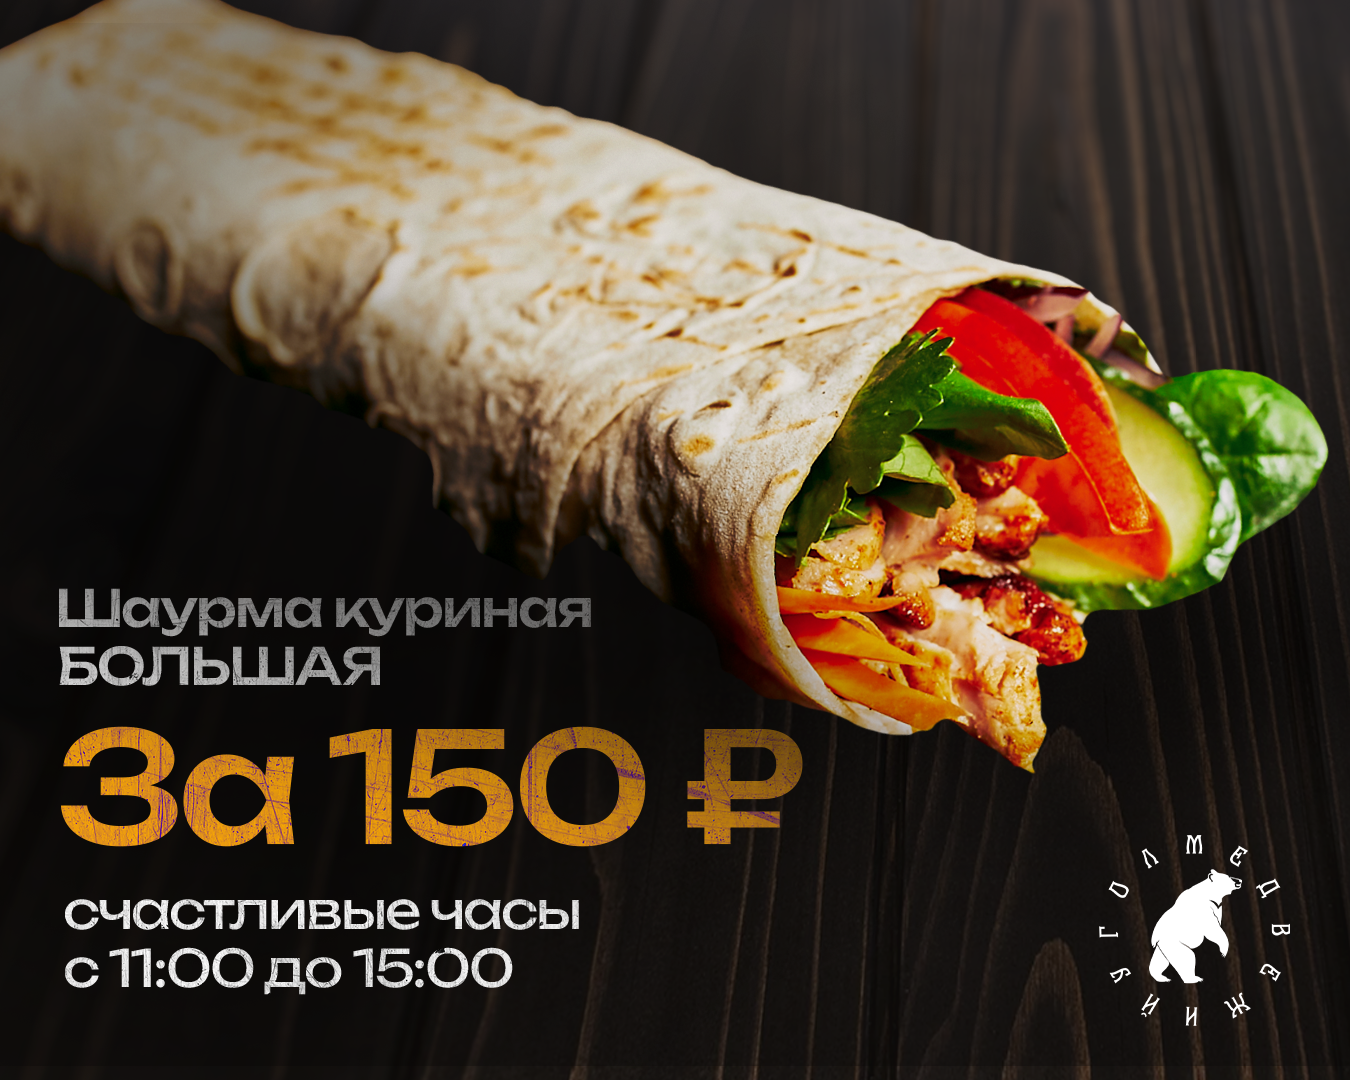 Шаурма куриная
БОЛЬШАЯ
За 150 ₽
счастливые часы
с 11:00 до 15:00
МЕДВЕЖИЙ УГОЛ